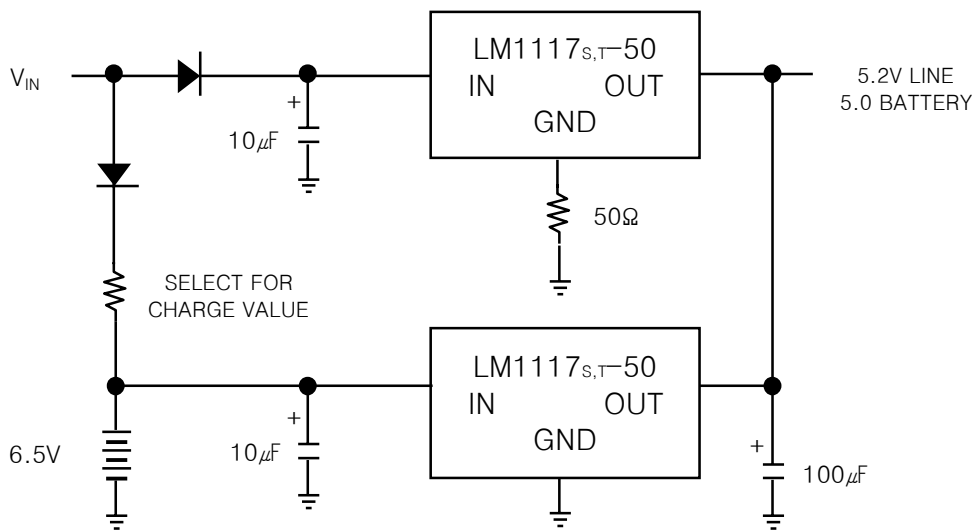 LM1117S,T-50
IN OUT
GND
VIN
5.2V LINE
5.0 BATTERY
+
10µF
50Ω
SELECT FOR
CHARGE VALUE
LM1117S,T-50
IN OUT
GND
6.5V
+
10µF
+
100µF